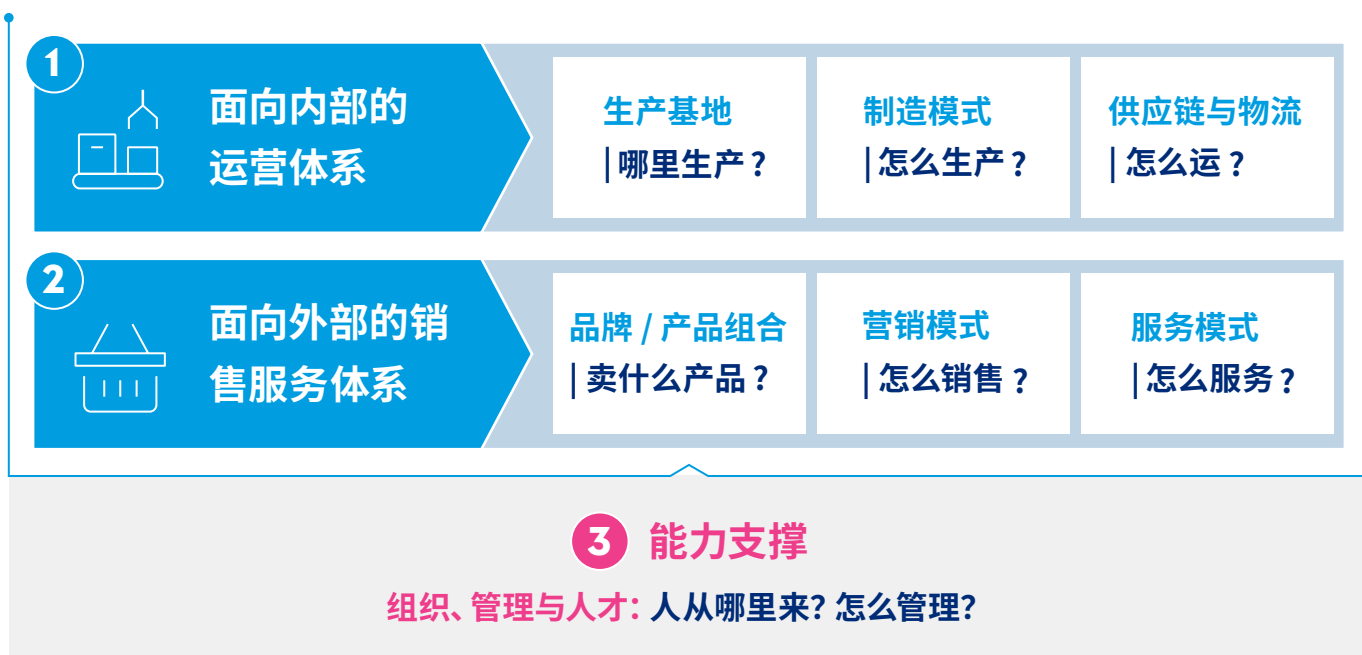 1
面向内部的
运营体系
生产基地
|哪里生产?
制造模式
|怎么生产?
供应链与物流
|怎么运?
2
面向外部的销
售服务体系
品牌 / 产品组合
|卖什么产品?
营销模式
|怎么销售?
服务模式
|怎么服务?
3 能力支撑
组织、管理与人才：人从哪里来？怎么管理？